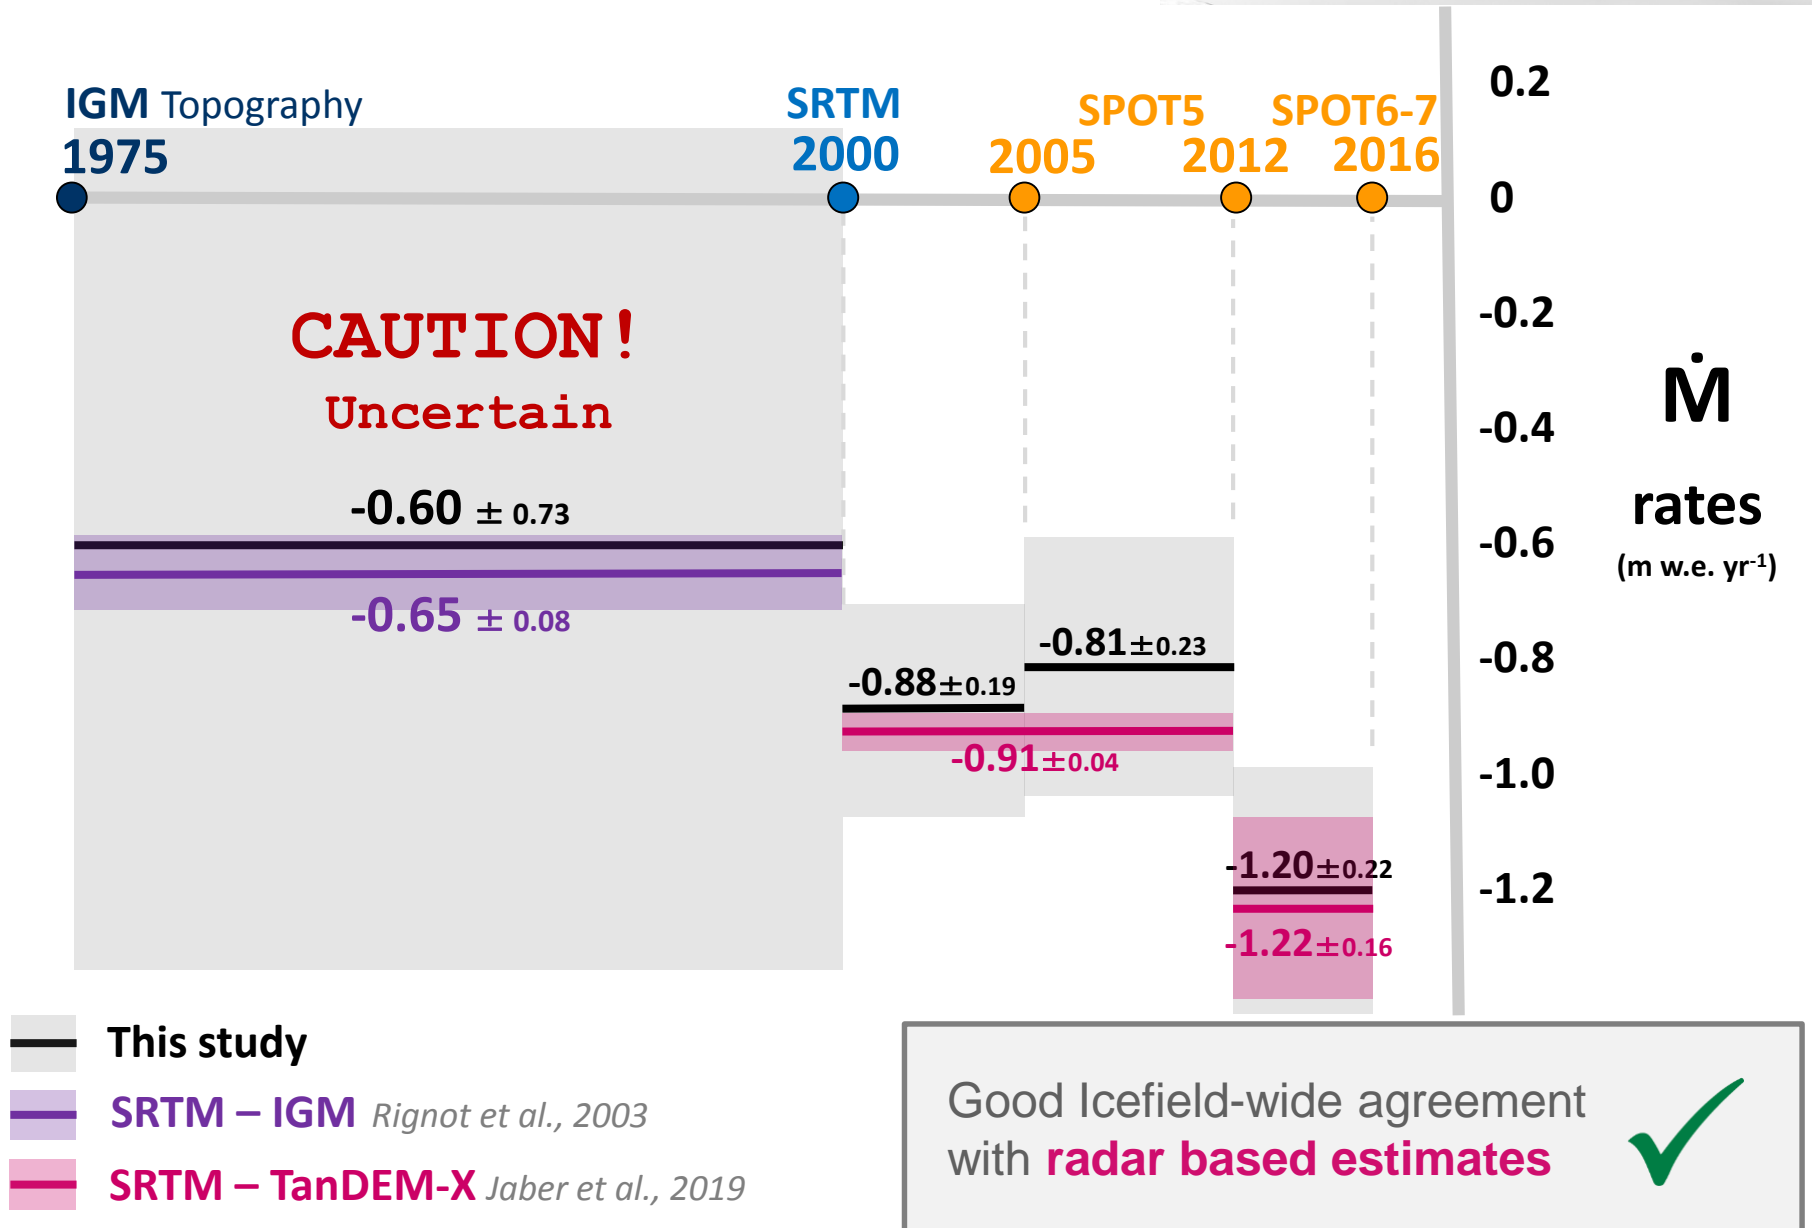 IGM Topography
1975
SRTM
2000
SPOT5
SPOT6-7
2005
2012
2016
0.2
0
-0.2
-0.4
-0.6
-0.8
-1.0
-1.2
Ṁ
rates
(m w.e. yr⁻¹)
CAUTION!
Uncertain
-0.60 ± 0.73
-0.65 ± 0.08
-0.88±0.19
-0.81±0.23
-0.91±0.04
-1.20±0.22
-1.22±0.16
This study
SRTM – IGM Rignot et al., 2003
SRTM – TanDEM-X Jaber et al., 2019
Good Icefield-wide agreement
with radar based estimates